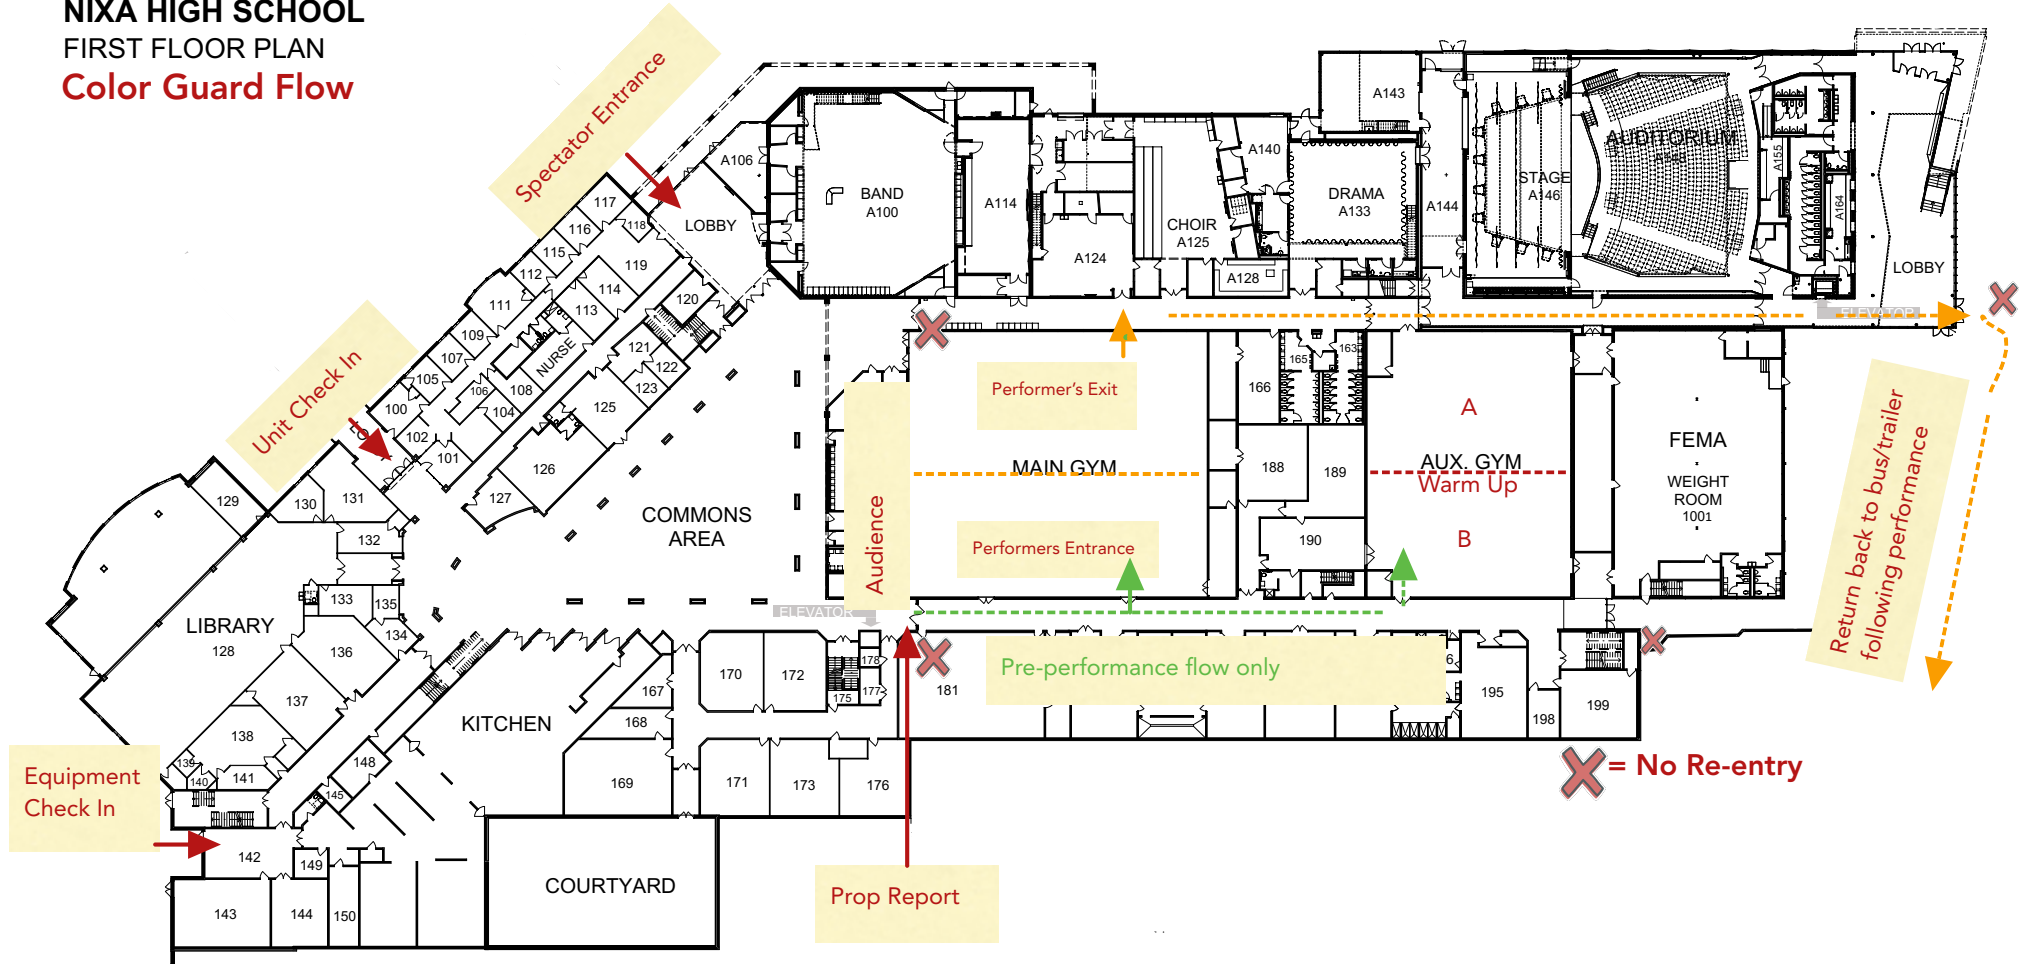 NIXA HIGH SCHOOL
FIRST FLOOR PLAN
Color Guard Flow
Spectator Entrance
Unit Check In
Equipment
Check In
Prop Report
Audience
Performer's Exit
Performers Entrance
Pre-performance flow only
Return back to bus/trailer
following performance
= No Re-entry
A
AUX. GYM
Warm Up
B
MAIN GYM
FEMA
WEIGHT
ROOM
1001
COMMONS
AREA
LIBRARY
128
KITCHEN
COURTYARD
NURSE
LOBBY
BAND
A100
A106
A114
A124
CHOIR
A125
A128
A140
DRAMA
A133
A143
A144
STAGE
A146
AUDITORIUM
A155
A164
LOBBY
ELEVATOR
ELEVATOR
117
118
116
115
112
119
111
114
113
120
109
107
105
106
108
100
104
102
101
121
122
123
125
126
127
129
130
131
132
133
135
134
136
137
138
139
140
141
148
145
142
149
143
144
150
165
163
166
188
189
190
167
168
169
170
172
175
177
178
171
173
176
181
6
195
198
199